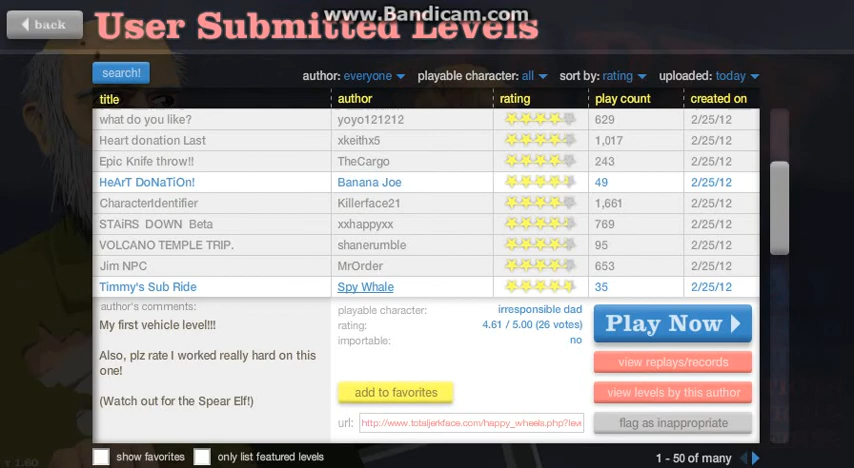 www.Bandicam.com
back
User Submitted Levels
search!
author: everyone playable character: all sort by: rating uploaded: today
title author rating play count created on
what do you like? yoyo121212 629 2/25/12
Heart donation Last xkeithx5 1,017 2/25/12
Epic Knife throw!! TheCargo 243 2/25/12
HeArT DoNaTiOn! Banana Joe 49 2/25/12
CharacterIdentifier Killerface21 1,661 2/25/12
STAiRS DOWN Beta xxhappyxx 769 2/25/12
VOLCANO TEMPLE TRIP. shanerumble 95 2/25/12
Jim NPC MrOrder 653 2/25/12
Timmy's Sub Ride Spy Whale 35 2/25/12
author's comments:
My first vehicle level!!!
Also, plz rate I worked really hard on this
one!
(Watch out for the Spear Elf!)
playable character: irresponsible dad
rating: 4.61 / 5.00 (26 votes)
importable: no
add to favorites
url: http://www.totaljerkface.com/happy_wheels.php?lev
Play Now
view replays/records
view levels by this author
flag as inappropriate
show favorites only list featured levels 1 - 50 of many
v 1.60